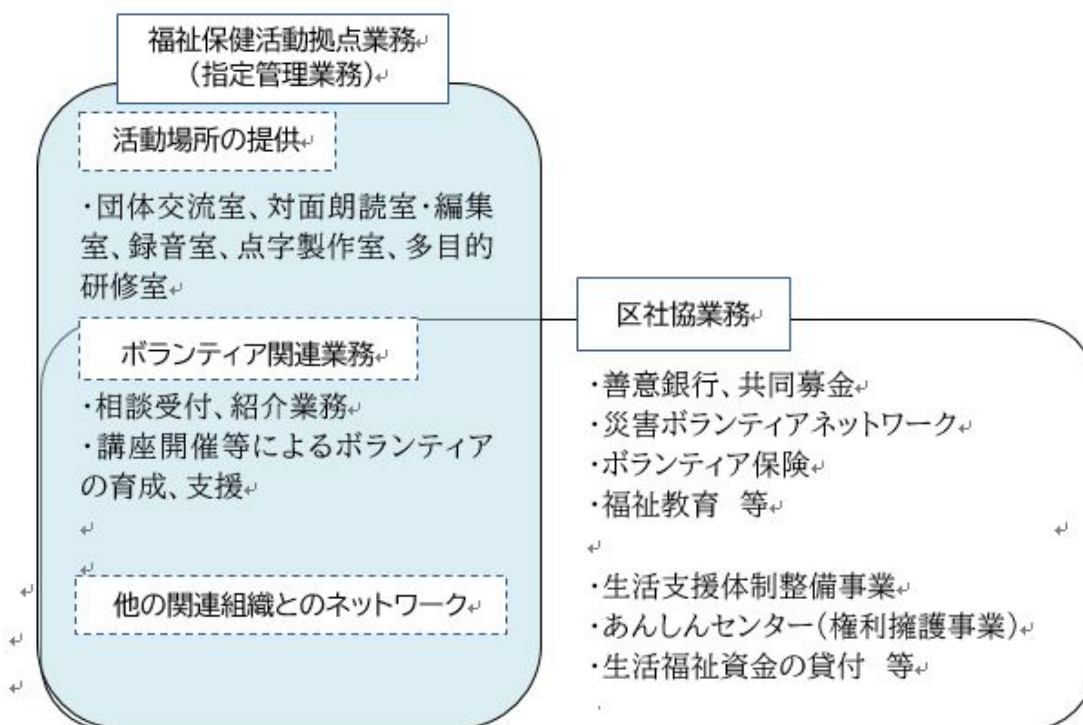 福祉保健活動拠点業務
（指定管理業務）
活動場所の提供
・団体交流室、対面朗読室・編集
室、録音室、点字製作室、多目的
研修室
ボランティア関連業務
・相談受付、紹介業務
・講座開催等によるボランティア
の育成、支援
他の関連組織とのネットワーク
区社協業務
・善意銀行、共同募金
・災害ボランティアネットワーク
・ボランティア保険
・福祉教育　等
・生活支援体制整備事業
・あんしんセンター（権利擁護事業）
・生活福祉資金の貸付　等